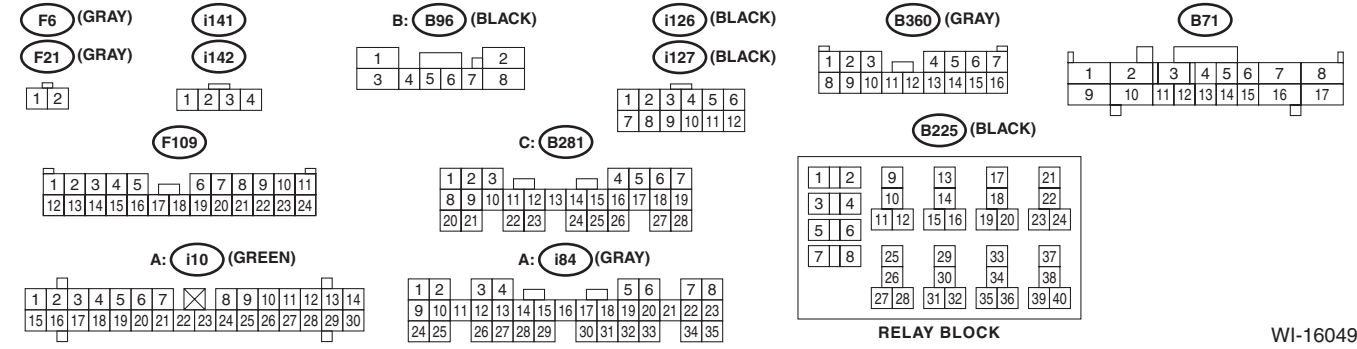 F6 (GRAY)
F21 (GRAY)
1 2
i141
i142
1 2 3 4
B: B96 (BLACK)
1 2
3 4 5 6 7 8
i126 (BLACK)
i127 (BLACK)
1 2 3 4 5 6
7 8 9 10 11 12
B360 (GRAY)
1 2 3 4 5 6 7
8 9 10 11 12 13 14 15 16
B71
1 2 3 4 5 6 7 8
9 10 11 12 13 14 15 16 17
F109
1 2 3 4 5 6 7 8 9 10 11
12 13 14 15 16 17 18 19 20 21 22 23 24
C: B281
1 2 3 4 5 6 7
8 9 10 11 12 13 14 15 16 17 18 19
20 21 22 23 24 25 26 27 28
B225 (BLACK)
1 2 9 13 17 21
3 4 10 14 18 22
11 12 15 16 19 20 23 24
5 6
7 8 25 29 33 37
26 30 34 38
27 28 31 32 35 36 39 40
RELAY BLOCK
A: i10 (GREEN)
1 2 3 4 5 6 7 8 9 10 11 12 13 14
15 16 17 18 19 20 21 22 23 24 25 26 27 28 29 30
A: i84 (GRAY)
1 2 3 4 5 6 7 8
9 10 11 12 13 14 15 16 17 18 19 20 21 22 23
24 25 26 27 28 29 30 31 32 33 34 35
WI-16049